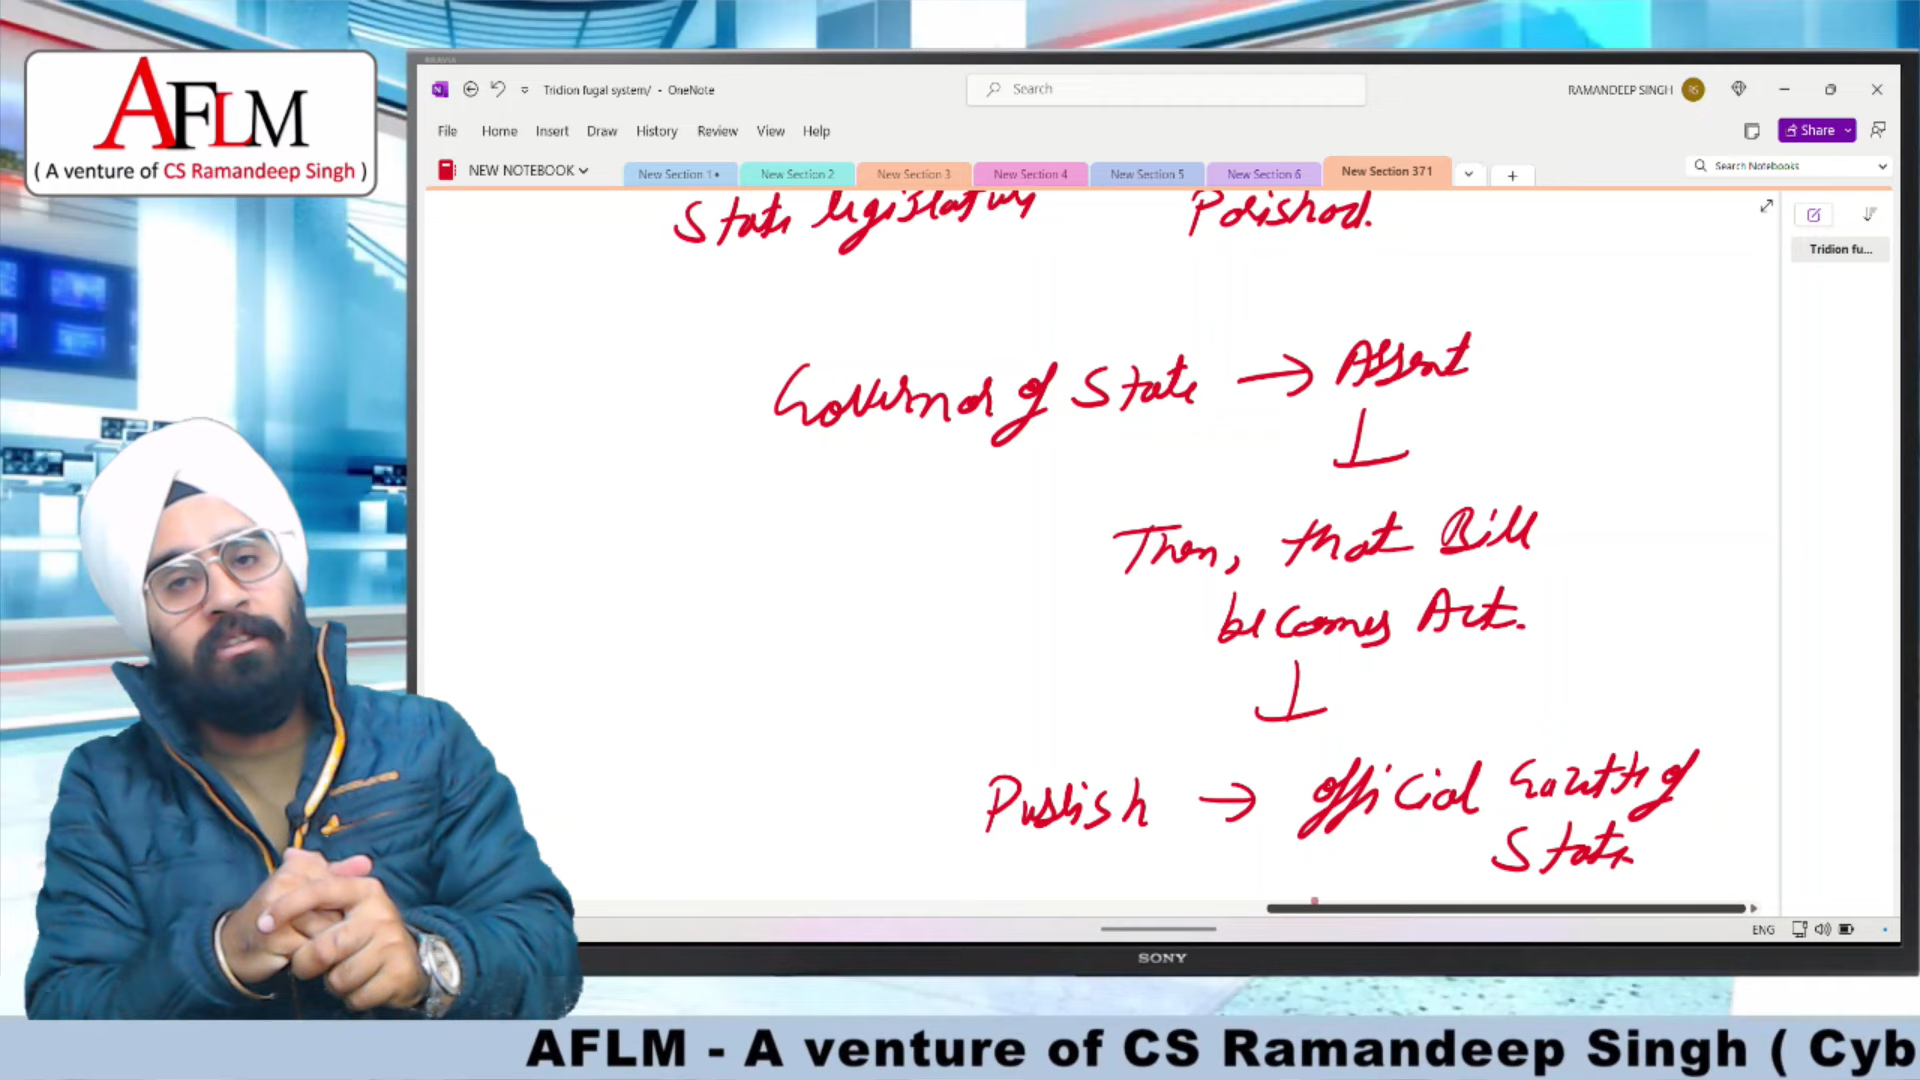 BRAVIA
AFLM
( A venture of CS Ramandeep Singh )
Tridion fugal system/ - OneNote
Search
RAMANDEEP SINGH
RS
File Home Insert Draw History Review View Help
Share
NEW NOTEBOOK
New Section 1
New Section 2
New Section 3
New Section 4
New Section 5
New Section 6
New Section 371
Search Notebooks
Tridion fu...
State legislature
Governor of State → Assent
Then, that Bill
becomes Act.
Publish → official Gazette of
State
ENG
SONY
AFLM - A venture of CS Ramandeep Singh ( Cyb